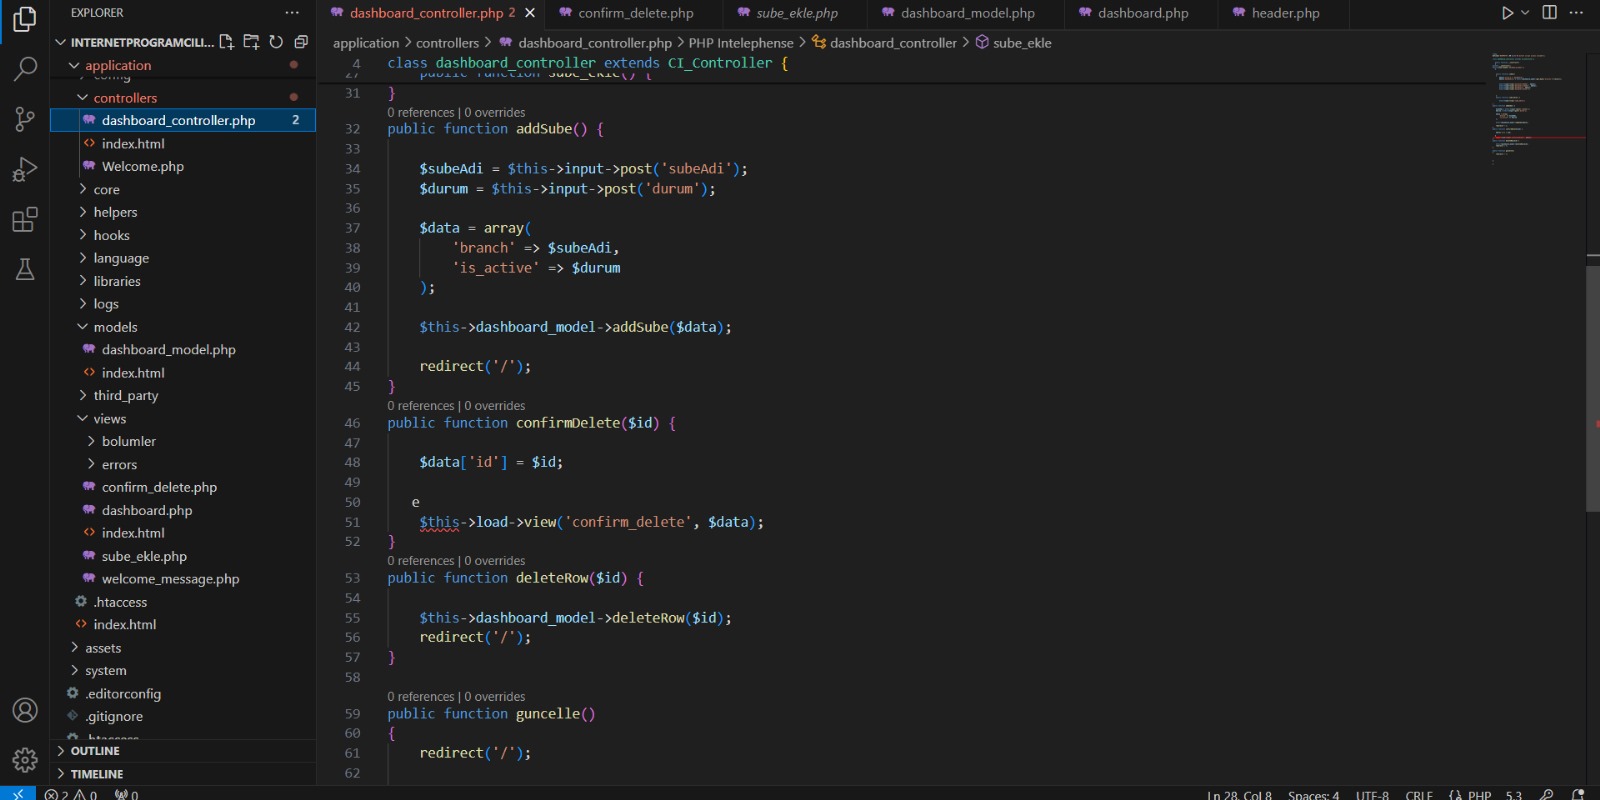 EXPLORER
dashboard_controller.php 2
confirm_delete.php
sube_ekle.php
dashboard_model.php
dashboard.php
header.php
INTERNETPROGRAMCILI...
application
config
controllers
dashboard_controller.php 2
index.html
Welcome.php
core
helpers
hooks
language
libraries
logs
models
dashboard_model.php
index.html
third_party
views
bolumler
errors
confirm_delete.php
dashboard.php
index.html
sube_ekle.php
welcome_message.php
.htaccess
index.html
assets
system
.editorconfig
.gitignore
.htaccess
OUTLINE
TIMELINE
application > controllers > dashboard_controller.php > PHP Intelephense > dashboard_controller > sube_ekle
4 class dashboard_controller extends CI_Controller {
27 public function sube_ekle() {
31 }
0 references | 0 overrides
32 public function addSube() {
33
34 $subeAdi = $this->input->post('subeAdi');
35 $durum = $this->input->post('durum');
36
37 $data = array(
38 'branch' => $subeAdi,
39 'is_active' => $durum
40 );
41
42 $this->dashboard_model->addSube($data);
43
44 redirect('/');
45 }
0 references | 0 overrides
46 public function confirmDelete($id) {
47
48 $data['id'] = $id;
49
50 e
51 $this->load->view('confirm_delete', $data);
52 }
0 references | 0 overrides
53 public function deleteRow($id) {
54
55 $this->dashboard_model->deleteRow($id);
56 redirect('/');
57 }
58
0 references | 0 overrides
59 public function guncelle()
60 {
61 redirect('/');
62
2 0 0
Ln 28, Col 8 Spaces: 4 UTF-8 CRLF {} PHP 5.3